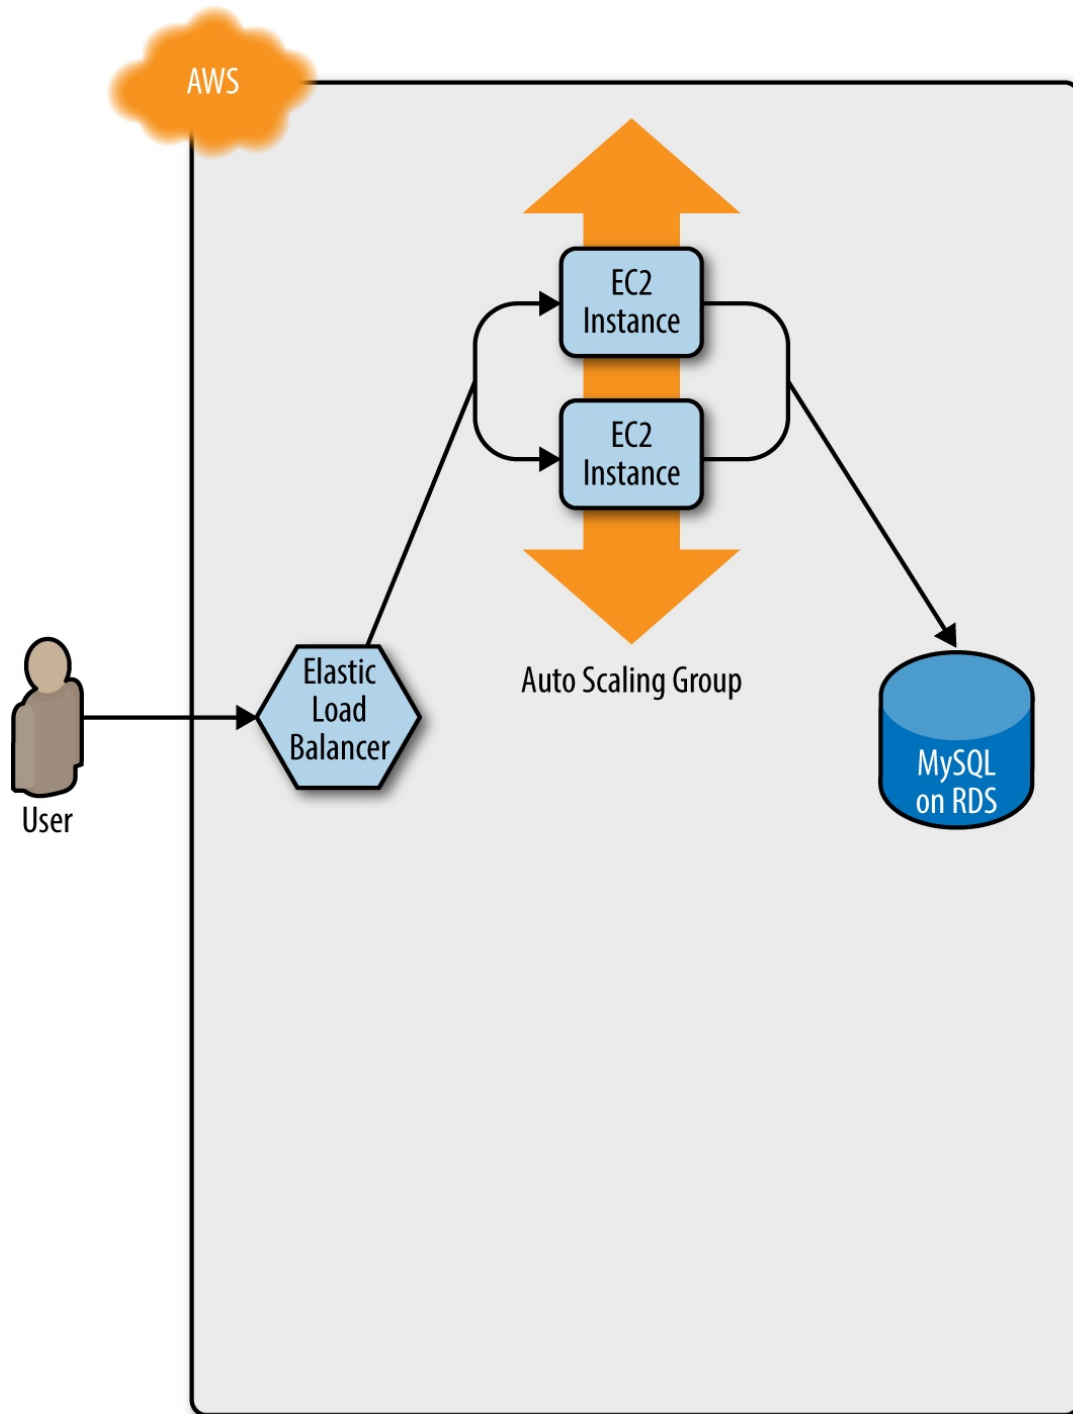 AWS
EC2
Instance
EC2
Instance
Auto Scaling Group
Elastic
Load
Balancer
User
MySQL
on RDS